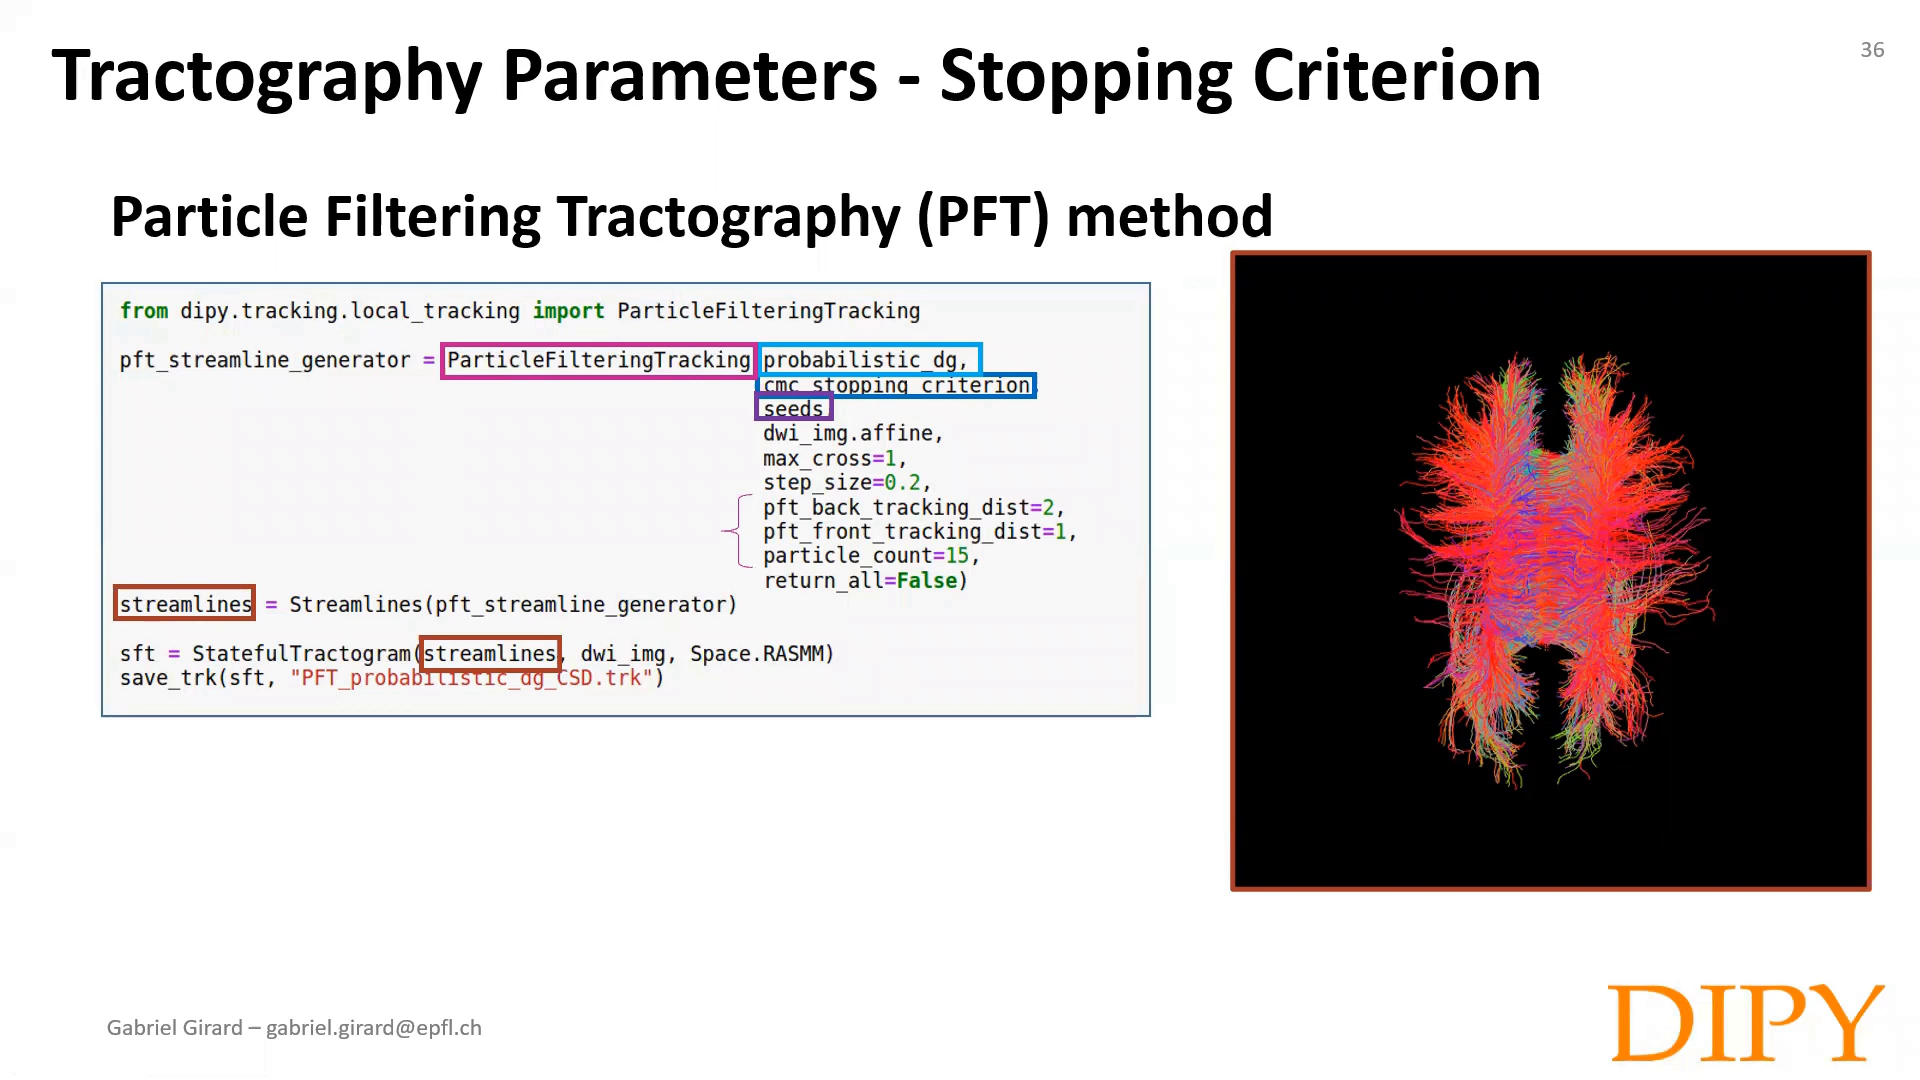 Tractography Parameters - Stopping Criterion
36
Particle Filtering Tractography (PFT) method
from dipy.tracking.local_tracking import ParticleFilteringTracking
pft_streamline_generator = ParticleFilteringTracking probabilistic_dg,
cmc_stopping_criterion,
seeds
dwi_img.affine,
max_cross=1,
step_size=0.2,
pft_back_tracking_dist=2,
pft_front_tracking_dist=1,
particle_count=15,
return_all=False)
streamlines = Streamlines(pft_streamline_generator)
sft = StatefulTractogram(streamlines, dwi_img, Space.RASMM)
save_trk(sft, "PFT_probabilistic_dg_CSD.trk")
Gabriel Girard – gabriel.girard@epfl.ch
DIPY